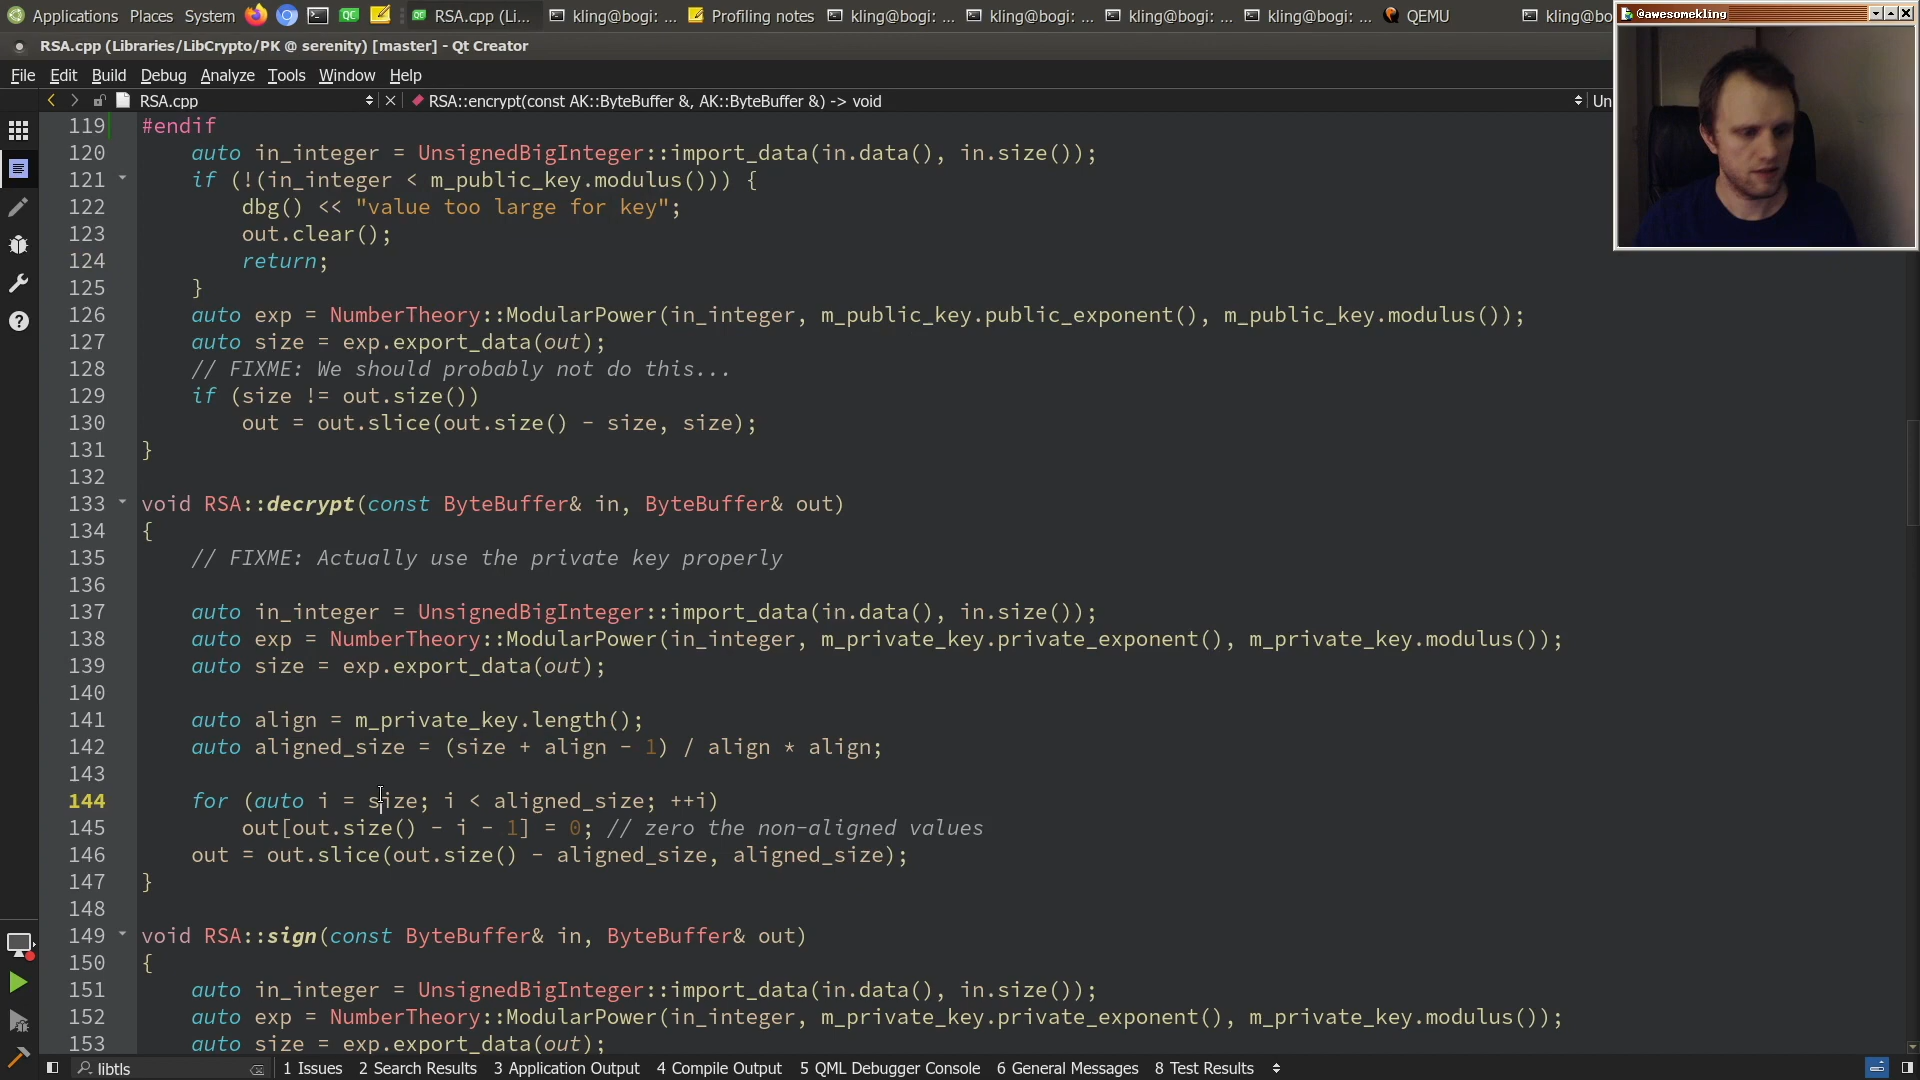 Applications Places System RSA.cpp (Li... kling@bogi: ... Profiling notes kling@bogi: ... kling@bogi: ... kling@bogi: ... kling@bogi: ... QEMU kling@bo
@awesomekling
RSA.cpp (Libraries/LibCrypto/PK @ serenity) [master] - Qt Creator
File Edit Build Debug Analyze Tools Window Help
RSA.cpp RSA::encrypt(const AK::ByteBuffer &, AK::ByteBuffer &) -> void Un
119 #endif
120 auto in_integer = UnsignedBigInteger::import_data(in.data(), in.size());
121 if (!(in_integer < m_public_key.modulus())) {
122 dbg() << "value too large for key";
123 out.clear();
124 return;
125 }
126 auto exp = NumberTheory::ModularPower(in_integer, m_public_key.public_exponent(), m_public_key.modulus());
127 auto size = exp.export_data(out);
128 // FIXME: We should probably not do this...
129 if (size != out.size())
130 out = out.slice(out.size() - size, size);
131 }
132
133 void RSA::decrypt(const ByteBuffer& in, ByteBuffer& out)
134 {
135 // FIXME: Actually use the private key properly
136
137 auto in_integer = UnsignedBigInteger::import_data(in.data(), in.size());
138 auto exp = NumberTheory::ModularPower(in_integer, m_private_key.private_exponent(), m_private_key.modulus());
139 auto size = exp.export_data(out);
140
141 auto align = m_private_key.length();
142 auto aligned_size = (size + align - 1) / align * align;
143
144 for (auto i = size; i < aligned_size; ++i)
145 out[out.size() - i - 1] = 0; // zero the non-aligned values
146 out = out.slice(out.size() - aligned_size, aligned_size);
147 }
148
149 void RSA::sign(const ByteBuffer& in, ByteBuffer& out)
150 {
151 auto in_integer = UnsignedBigInteger::import_data(in.data(), in.size());
152 auto exp = NumberTheory::ModularPower(in_integer, m_private_key.private_exponent(), m_private_key.modulus());
153 auto size = exp.export_data(out);
libtls 1 Issues 2 Search Results 3 Application Output 4 Compile Output 5 QML Debugger Console 6 General Messages 8 Test Results